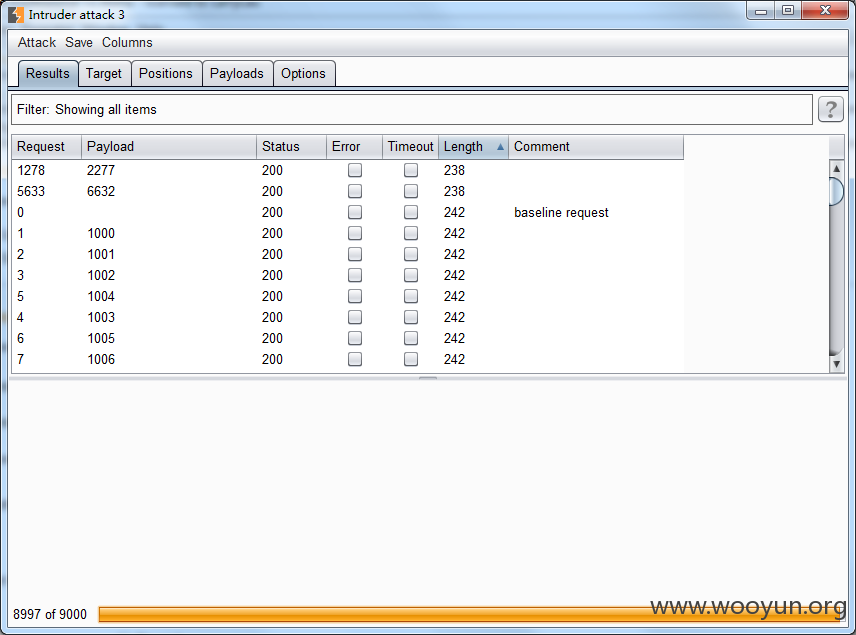 Intruder attack 3
Attack Save Columns
Results Target Positions Payloads Options
Filter: Showing all items ?
Request Payload Status Error Timeout Length Comment
1278 2277 200 238
5633 6632 200 238
0 200 242 baseline request
1 1000 200 242
2 1001 200 242
3 1002 200 242
5 1004 200 242
4 1003 200 242
6 1005 200 242
7 1006 200 242
8997 of 9000
www.wooyun.org